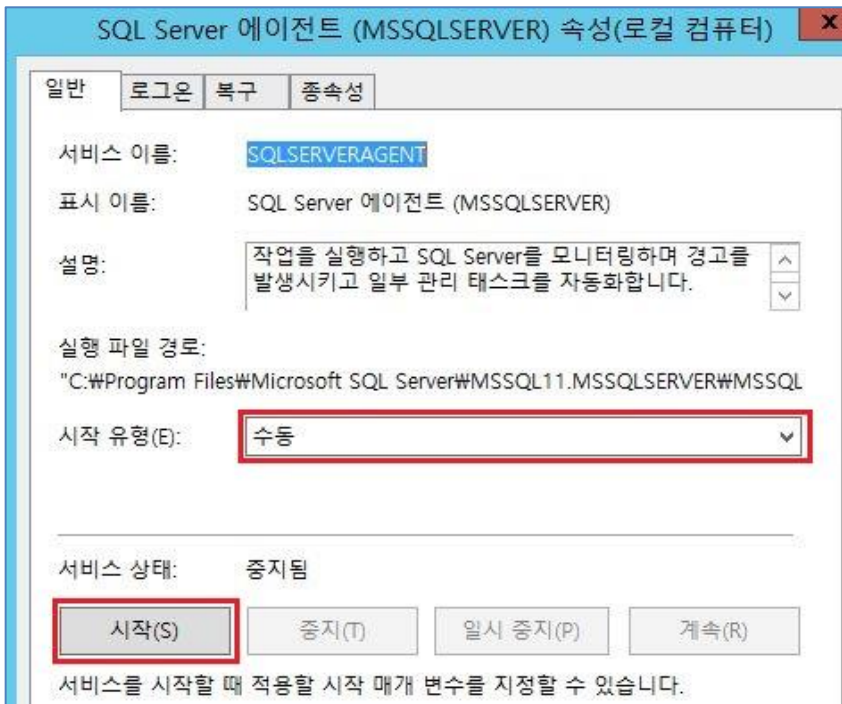 SQL Server 에이전트 (MSSQLSERVER) 속성(로컬 컴퓨터)
x
일반 로그온 복구 종속성
서비스 이름: SQLSERVERAGENT
표시 이름: SQL Server 에이전트 (MSSQLSERVER)
설명: 작업을 실행하고 SQL Server를 모니터링하며 경고를
발생시키고 일부 관리 태스크를 자동화합니다.
실행 파일 경로:
"C:₩Program Files₩Microsoft SQL Server₩MSSQL11.MSSQLSERVER₩MSSQL
시작 유형(E): 수동
서비스 상태: 중지됨
시작(S) 중지(T) 일시 중지(P) 계속(R)
서비스를 시작할 때 적용할 시작 매개 변수를 지정할 수 있습니다.